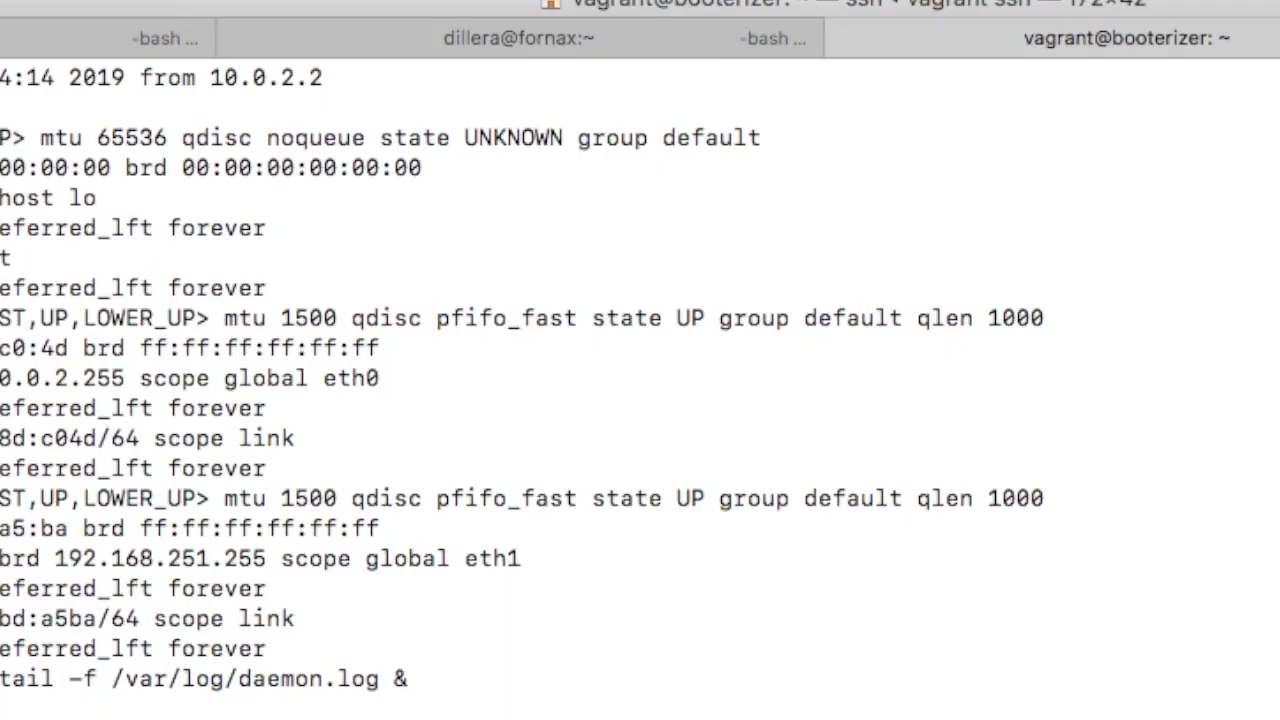 vagrant@booterizer: ~ — ssh ‹ vagrant ssh — 172×42
-bash ...
dillera@fornax:~
-bash ...
vagrant@booterizer: ~
4:14 2019 from 10.0.2.2
P> mtu 65536 qdisc noqueue state UNKNOWN group default
00:00:00 brd 00:00:00:00:00:00
host lo
eferred_lft forever
t
eferred_lft forever
ST,UP,LOWER_UP> mtu 1500 qdisc pfifo_fast state UP group default qlen 1000
c0:4d brd ff:ff:ff:ff:ff:ff
0.0.2.255 scope global eth0
eferred_lft forever
8d:c04d/64 scope link
eferred_lft forever
ST,UP,LOWER_UP> mtu 1500 qdisc pfifo_fast state UP group default qlen 1000
a5:ba brd ff:ff:ff:ff:ff:ff
brd 192.168.251.255 scope global eth1
eferred_lft forever
bd:a5ba/64 scope link
eferred_lft forever
tail -f /var/log/daemon.log &